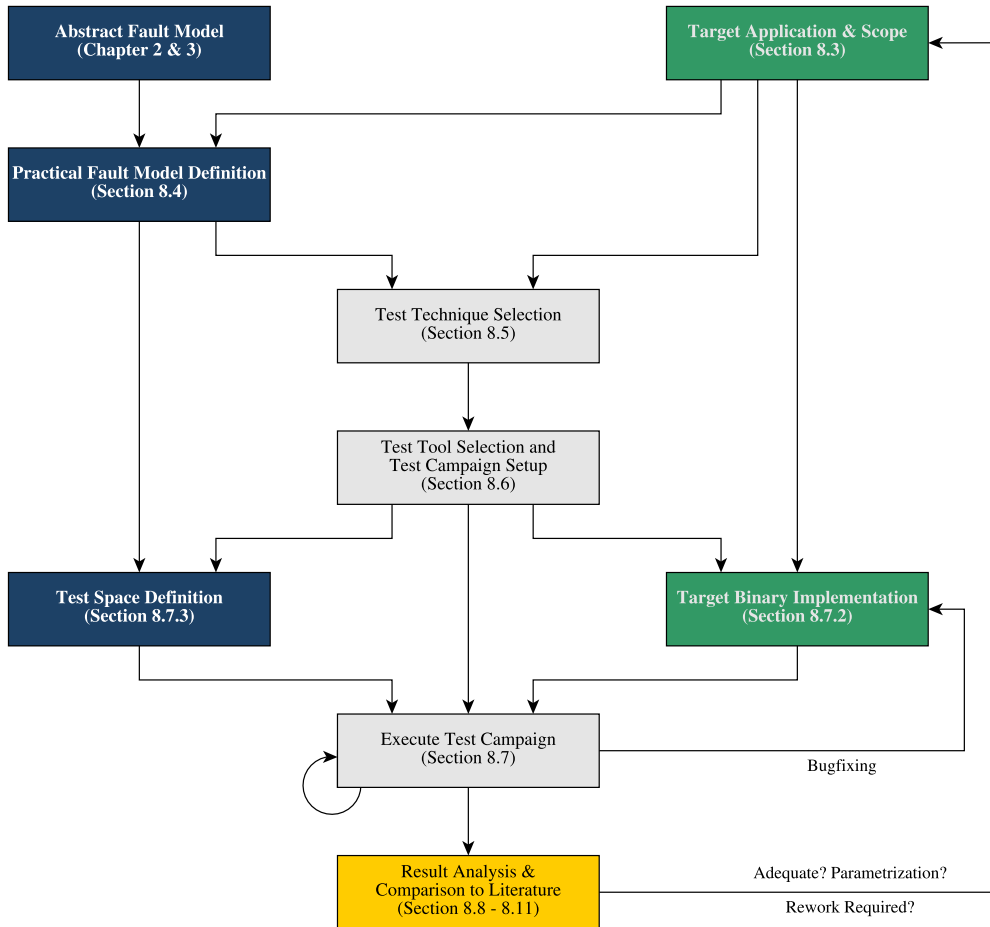 Abstract Fault Model
(Chapter 2 & 3)
Target Application & Scope
(Section 8.3)
Practical Fault Model Definition
(Section 8.4)
Test Technique Selection
(Section 8.5)
Test Tool Selection and
Test Campaign Setup
(Section 8.6)
Test Space Definition
(Section 8.7.3)
Target Binary Implementation
(Section 8.7.2)
Execute Test Campaign
(Section 8.7)
Bugfixing
Result Analysis &
Comparison to Literature
(Section 8.8 - 8.11)
Adequate? Parametrization?
Rework Required?